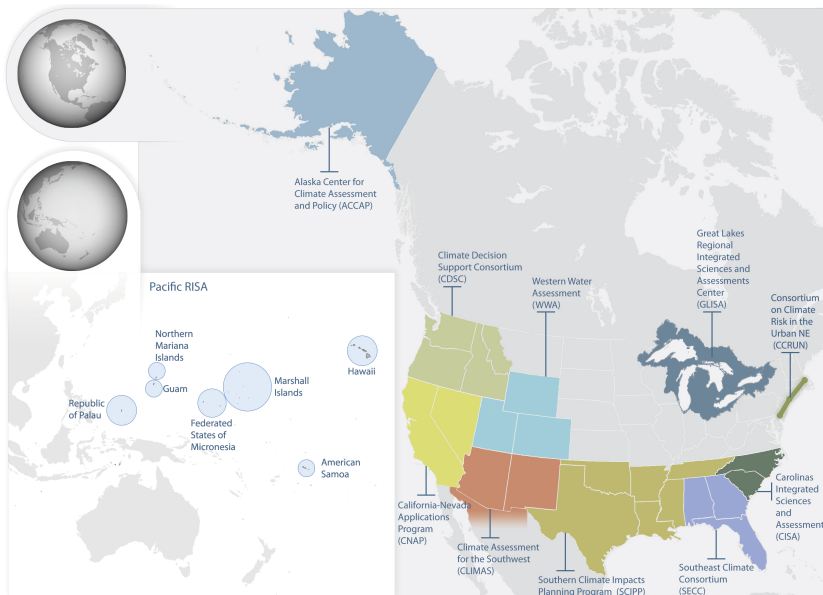 Alaska Center for
Climate Assessment
and Policy (ACCAP)
Great Lakes
Regional
Integrated
Sciences and
Assessments
Center
(GLISA)
Climate Decision
Support Consortium
(CDSC)
Western Water
Assessment
(WWA)
Consortium
on Climate
Risk in the
Urban NE
(CCRUN)
Pacific RISA
Northern
Mariana
Islands
Guam
Republic
of Palau
Federated
States of
Micronesia
Marshall
Islands
Hawaii
American
Samoa
California-Nevada
Applications
Program
(CNAP)
Climate Assessment
for the Southwest
(CLIMAS)
Southern Climate Impacts
Planning Program (SCIPP)
Southeast Climate
Consortium
(SECC)
Carolinas
Integrated
Sciences
and
Assessment
(CISA)